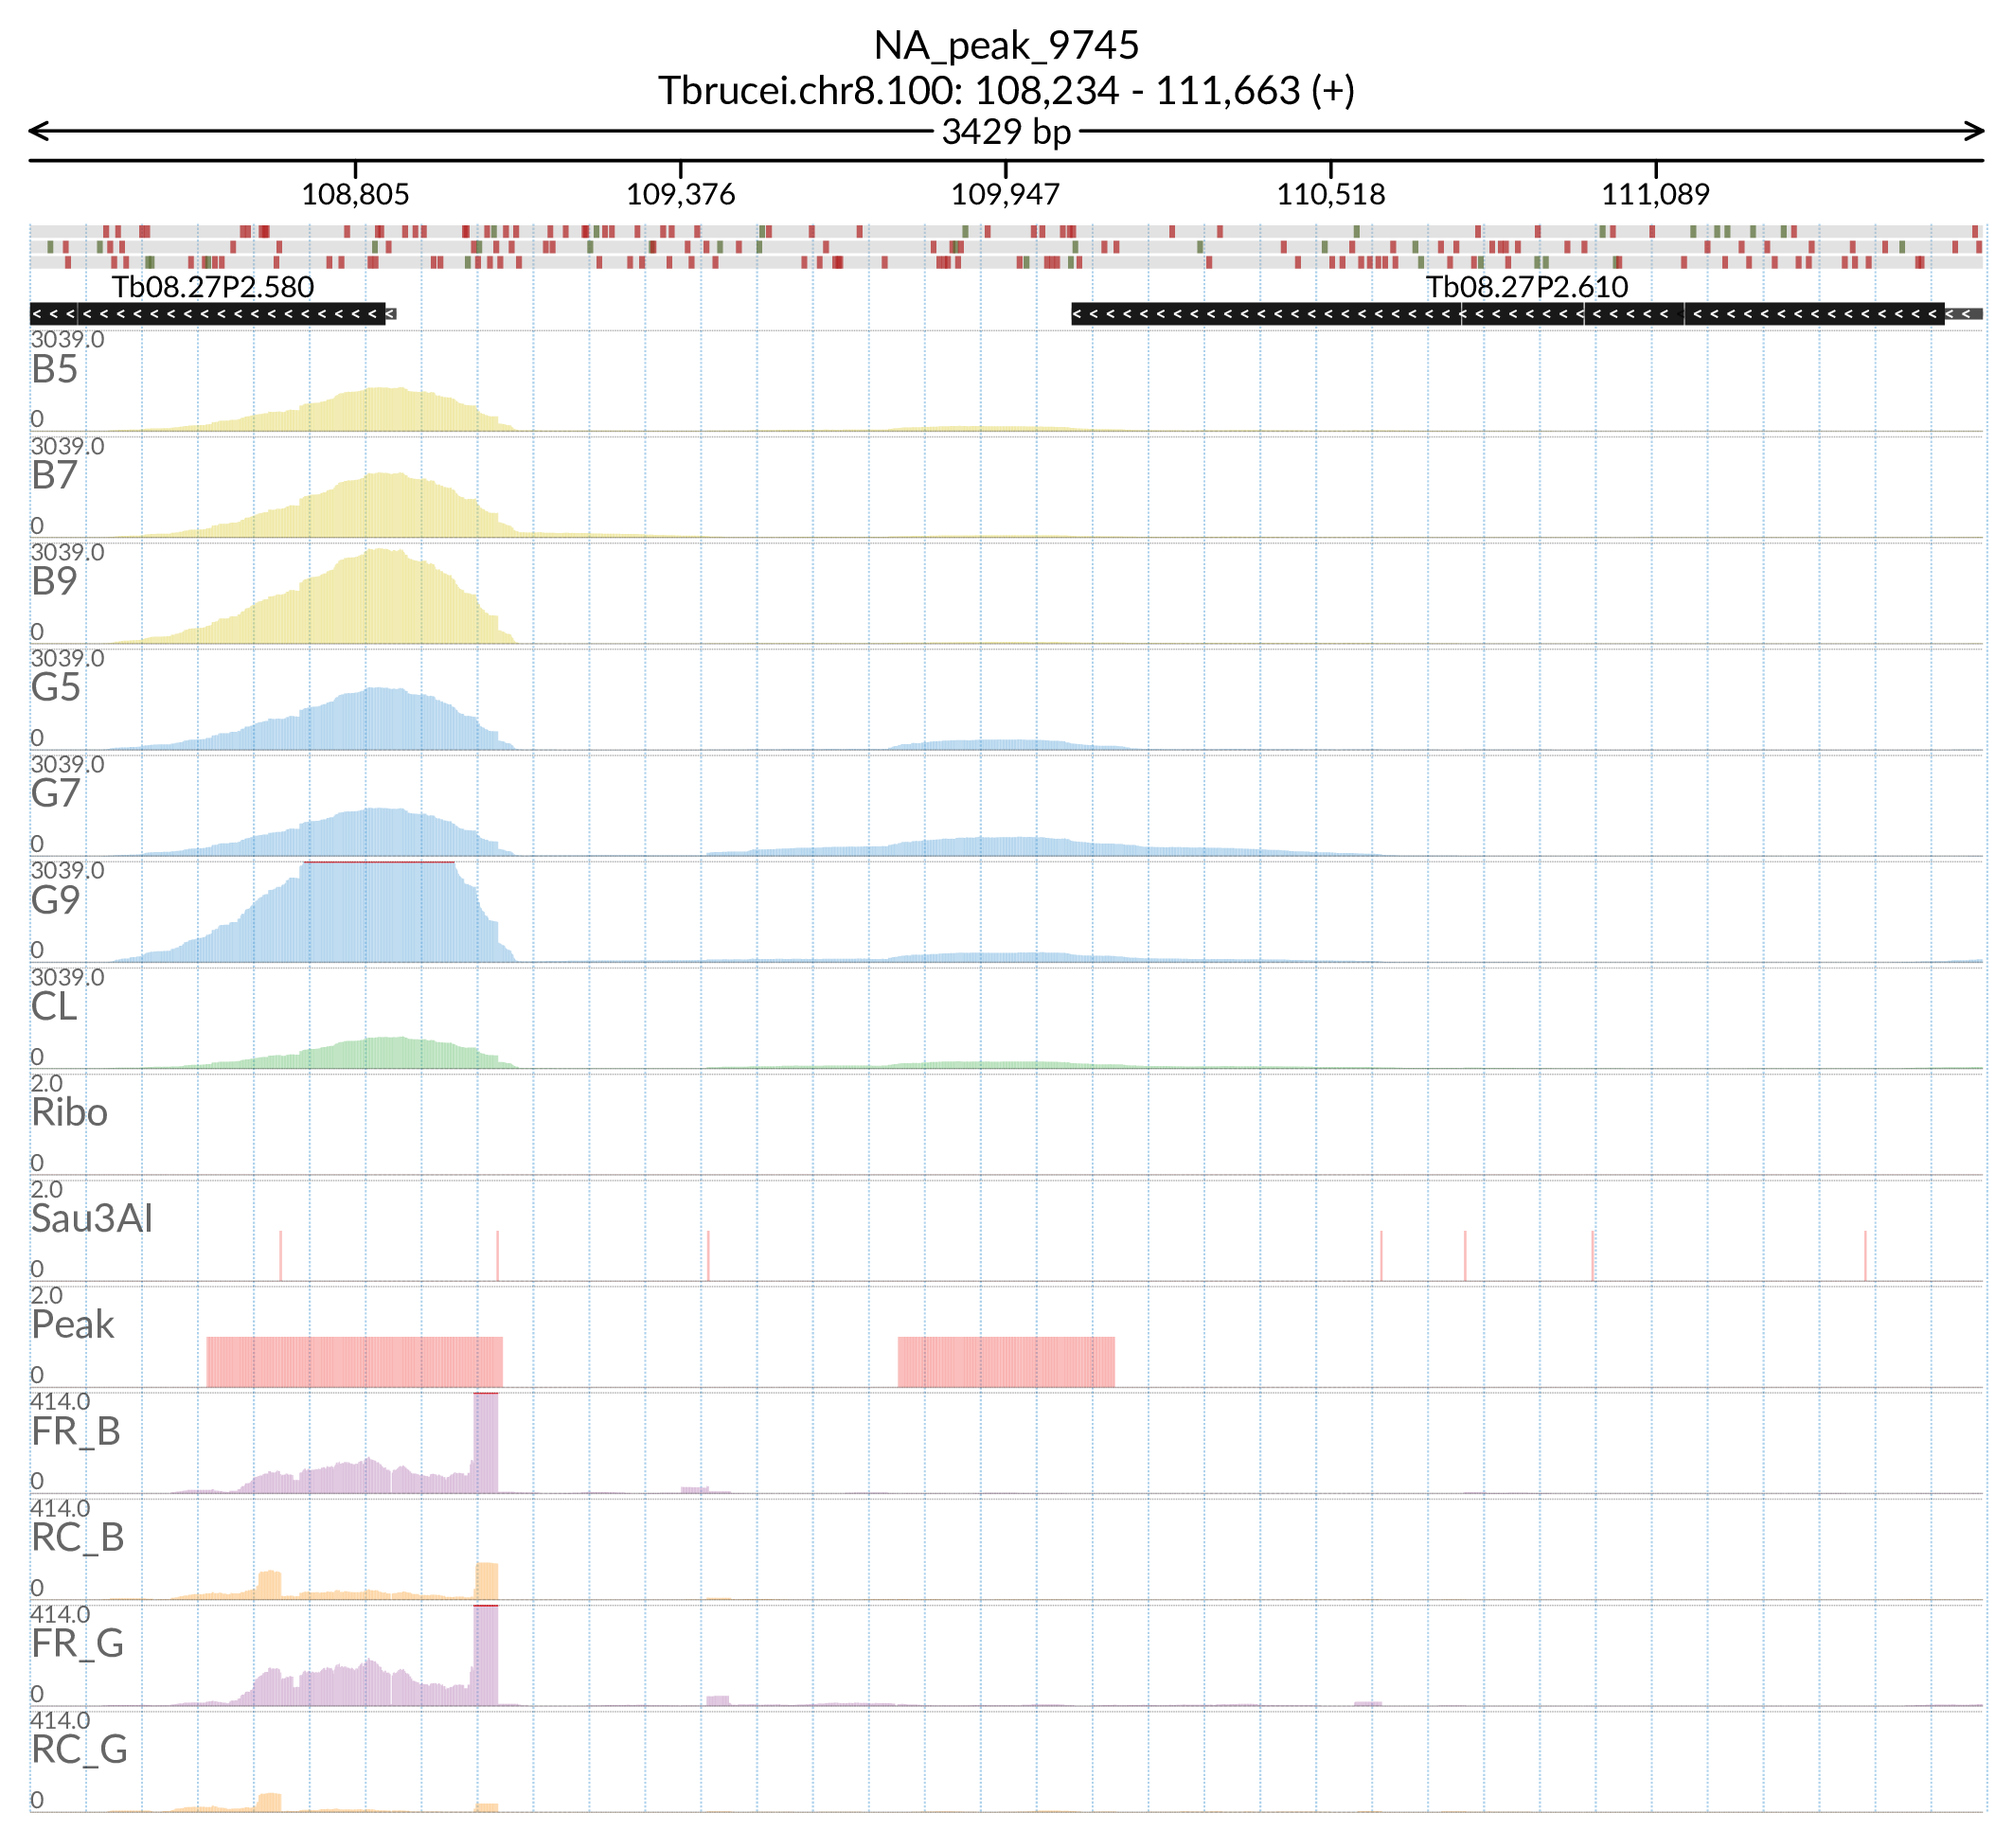 NA_peak_9745
Tbrucei.chr8.100: 108,234 - 111,663 (+)
3429 bp
108,805 109,376 109,947 110,518 111,089
Tb08.27P2.580 Tb08.27P2.610
3039.0
B5
0
3039.0
B7
0
3039.0
B9
0
3039.0
G5
0
3039.0
G7
0
3039.0
G9
0
3039.0
CL
0
2.0
Ribo
0
2.0
Sau3AI
0
2.0
Peak
0
414.0
FR_B
0
414.0
RC_B
0
414.0
FR_G
0
414.0
RC_G
0